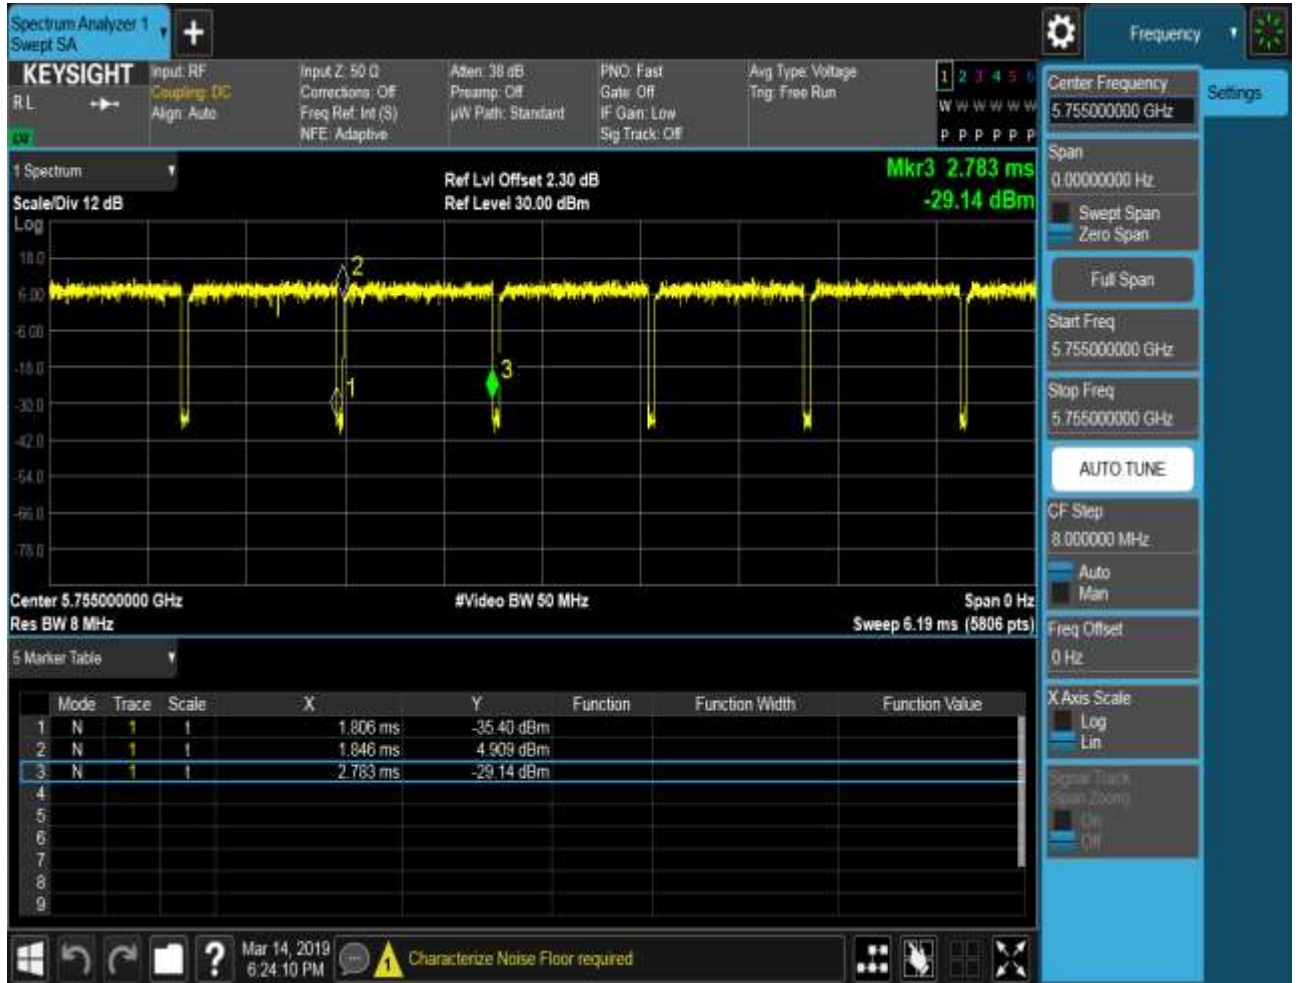 Spectrum Analyzer 1
Swept SA
Frequency
KEYSIGHT
RL
Input: RF
Coupling: DC
Align: Auto
Input Z: 50 Ω
Corrections: Off
Freq Ref: Int (S)
NFE: Adaptive
Atten: 38 dB
Preamp: Off
µW Path: Standard
PNO: Fast
Gate: Off
IF Gain: Low
Sig Track: Off
Avg Type: Voltage
Trig: Free Run
1 2 3 4 5 6
W W W W W W
P P P P P P
1 Spectrum
Scale/Div 12 dB
Ref Lvl Offset 2.30 dB
Ref Level 30.00 dBm
Mkr3 2.783 ms
-29.14 dBm
Log
18.0
6.00
-6.00
-18.0
-30.0
-42.0
-54.0
-66.0
-78.0
2
1
3
Center 5.755000000 GHz
#Video BW 50 MHz
Span 0 Hz
Res BW 8 MHz
Sweep 6.19 ms (5806 pts)
5 Marker Table
Mode Trace Scale X Y Function Function Width Function Value
1 N 1 t 1.806 ms -35.40 dBm
2 N 1 t 1.846 ms 4.909 dBm
3 N 1 t 2.783 ms -29.14 dBm
4
5
6
7
8
9
Center Frequency
5.755000000 GHz
Settings
Span
0.00000000 Hz
Swept Span
Zero Span
Full Span
Start Freq
5.755000000 GHz
Stop Freq
5.755000000 GHz
AUTO TUNE
CF Step
8.000000 MHz
Auto
Man
Freq Offset
0 Hz
X Axis Scale
Log
Lin
Signal Track
(Span Zoom)
On
Off
?
Mar 14, 2019
6:24:10 PM
1
Characterize Noise Floor required